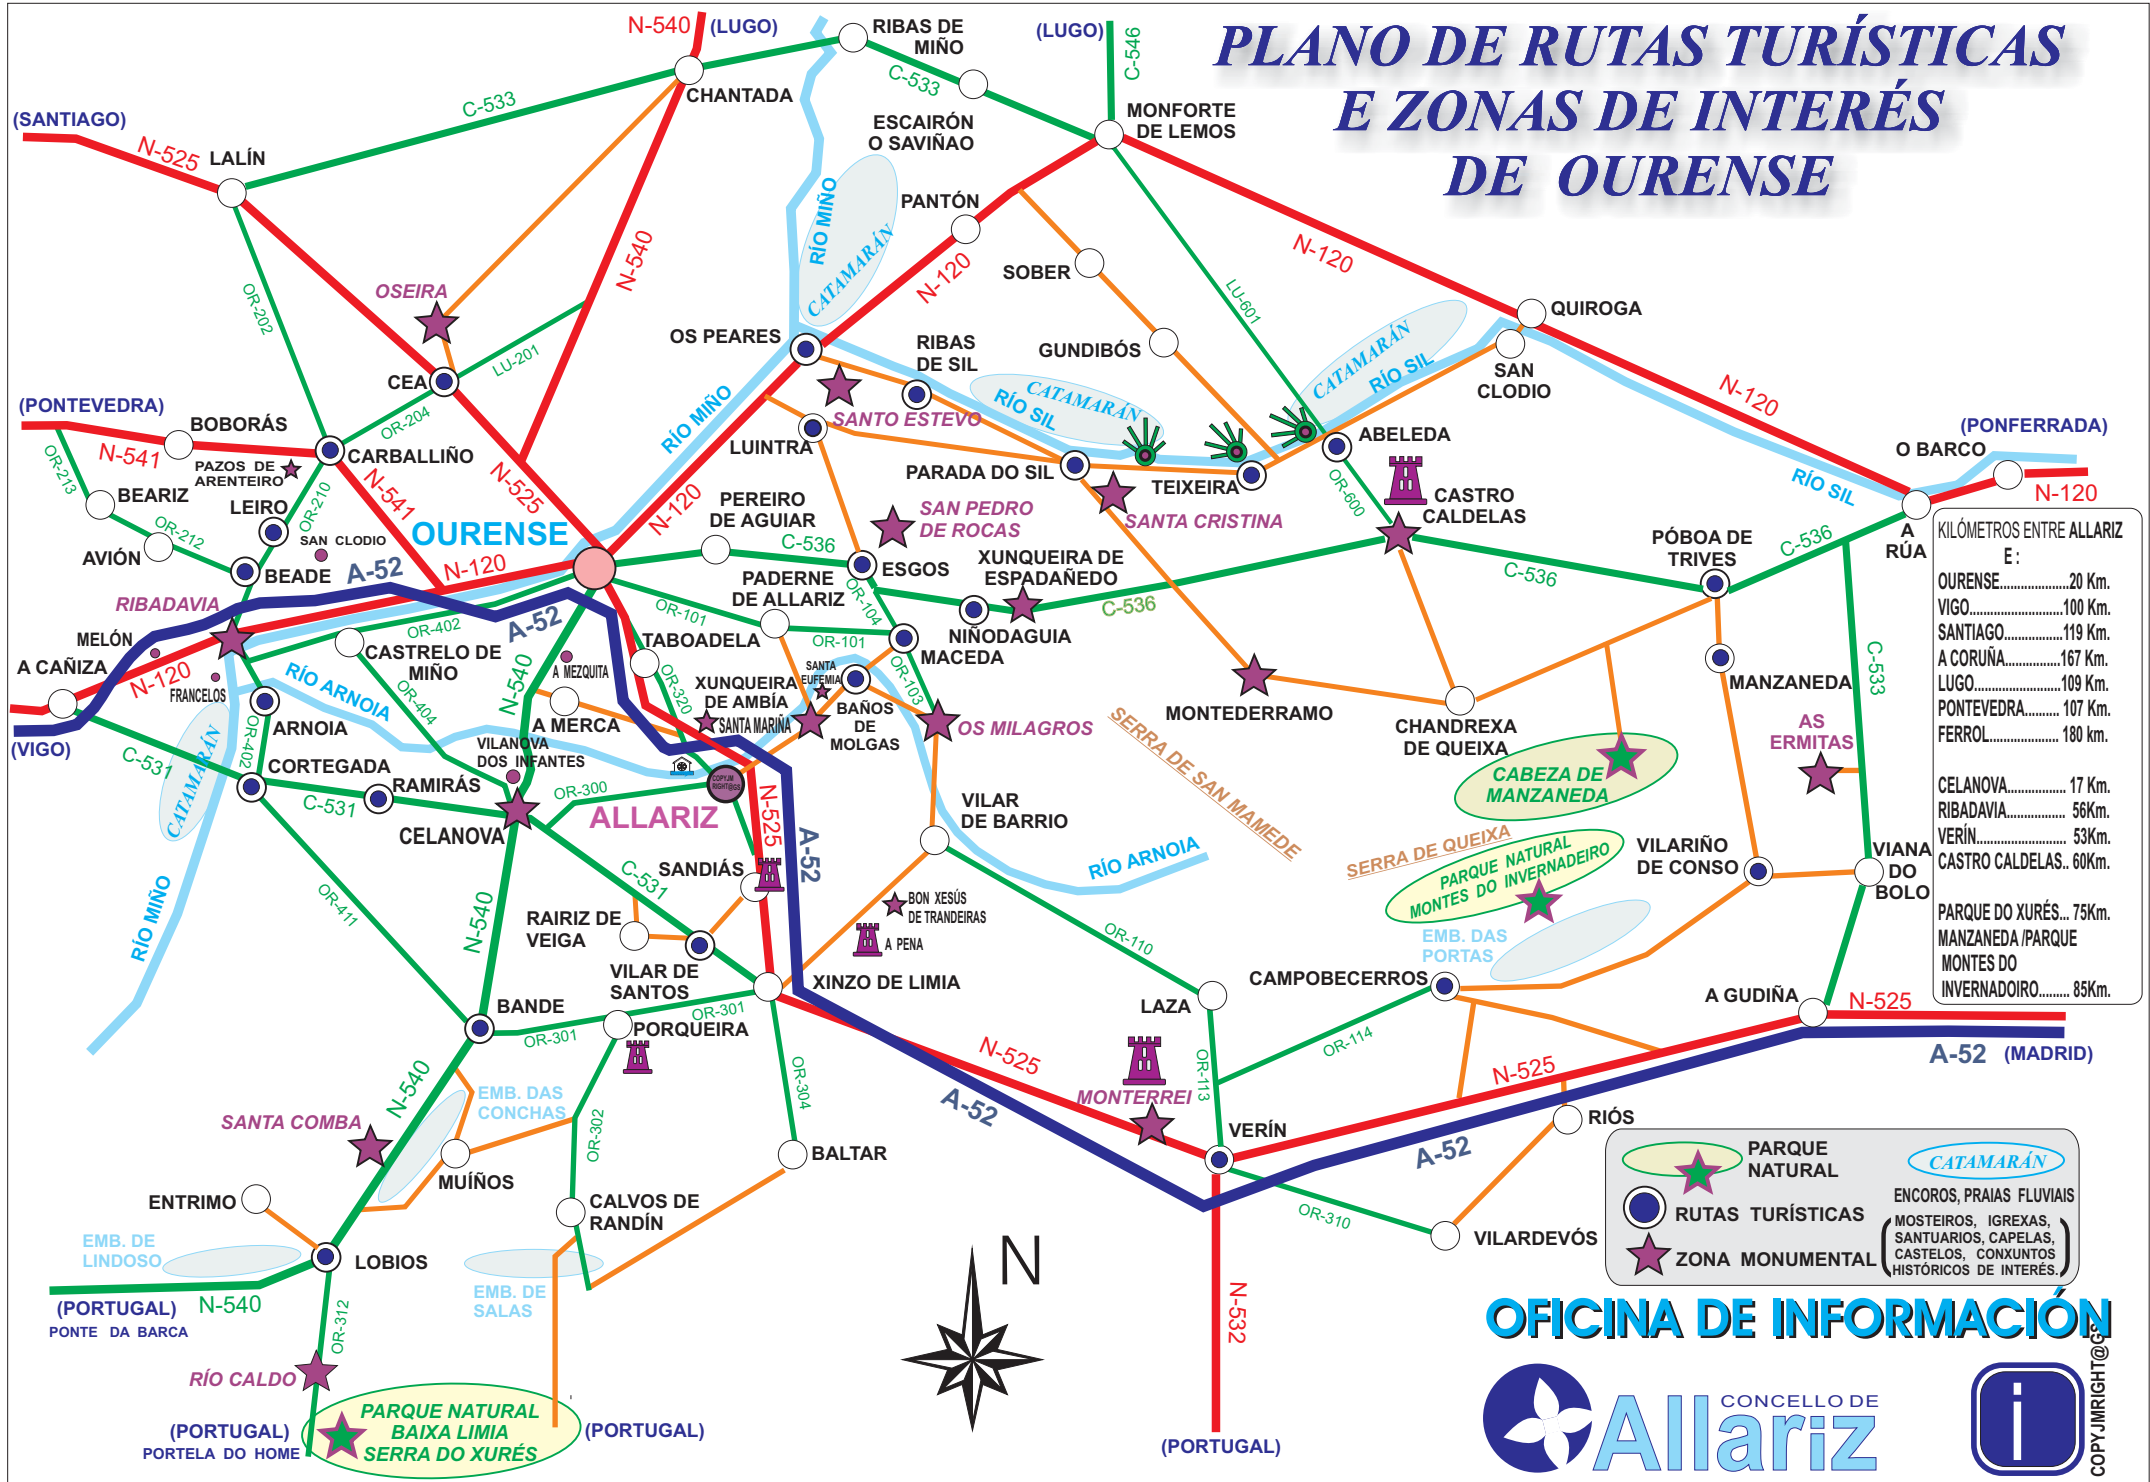 PLANO DE RUTAS TURÍSTICAS
E ZONAS DE INTERÉS
DE OURENSE
N-540
(LUGO)
RIBAS DE
MIÑO
(LUGO)
C-546
C-533
C-533
CHANTADA
MONFORTE
DE LEMOS
ESCAIRÓN
O SAVIÑAO
(SANTIAGO)
N-525
LALÍN
RÍO MIÑO
CATAMARÁN
PANTÓN
N-120
N-120
SOBER
N-540
OR-202
OSEIRA
LU-601
QUIROGA
OS PEARES
RIBAS
DE SIL
GUNDIBÓS
CATAMARÁN
RÍO SIL
SAN
CLODIO
LU-201
CEA
CATAMARÁN
RÍO SIL
N-120
(PONTEVEDRA)
BOBORÁS
OR-204
RÍO MIÑO
SANTO ESTEVO
LUINTRA
ABELEDA
(PONFERRADA)
O BARCO
N-541
OR-213
PAZOS DE
ARENTEIRO
CARBALLIÑO
N-525
PARADA DO SIL
TEIXEIRA
RÍO SIL
N-120
BEARIZ
LEIRO
OR-210
N-541
N-120
PEREIRO
DE AGUIAR
SAN PEDRO
DE ROCAS
SANTA CRISTINA
OR-600
CASTRO
CALDELAS
OR-212
SAN CLODIO
OURENSE
C-536
A
RÚA
AVIÓN
BEADE
A-52
N-120
ESGOS
XUNQUEIRA DE
ESPADAÑEDO
PÓBOA DE
TRIVES
C-536
C-536
PADERNE
DE ALLARIZ
OR-104
RIBADAVIA
C-536
OR-101
A-52
OR-402
TABOADELA
OR-101
NIÑODAGUIA
MACEDA
MELÓN
A CAÑIZA
CASTRELO DE
MIÑO
N-120
FRANCELOS
RÍO ARNOIA
N-540
A MEZQUITA
OR-320
XUNQUEIRA
DE AMBÍA
SANTA
EUFEMIA
OR-103
C-533
MANZANEDA
OR-404
A MERCA
SANTA MARIÑA
BAÑOS
DE
MOLGAS
OS MILAGROS
MONTEDERRAMO
CHANDREXA
DE QUEIXA
AS
ERMITAS
(VIGO)
ARNOIA
OR-402
VILANOVA
DOS INFANTES
SERRA DE SAN MAMEDE
C-531
CATAMARÁN
CORTEGADA
RAMIRÁS
C-531
COPYJM
RIGHT@GS
OR-300
CABEZA DE
MANZANEDA
CELANOVA
ALLARIZ
N-525
A-52
VILAR
DE BARRIO
RÍO ARNOIA
SERRA DE QUEIXA
PARQUE NATURAL
MONTES DO INVERNADEIRO
VILARIÑO
DE CONSO
VIANA
DO
BOLO
SANDIÁS
C-531
OR-411
RÍO MIÑO
N-540
RAIRIZ DE
VEIGA
BON XESÚS
DE TRANDEIRAS
A PENA
OR-110
EMB. DAS
PORTAS
VILAR DE
SANTOS
XINZO DE LIMIA
CAMPOBECERROS
BANDE
OR-301
OR-301
PORQUEIRA
LAZA
A GUDIÑA
N-525
A-52
(MADRID)
OR-114
N-525
OR-113
N-525
N-540
EMB. DAS
CONCHAS
OR-304
A-52
MONTERREI
SANTA COMBA
OR-302
VERÍN
RIÓS
A-52
MUÍÑOS
BALTAR
ENTRIMO
CALVOS DE
RANDÍN
OR-310
VILARDEVÓS
EMB. DE
LINDOSO
LOBIOS
EMB. DE
SALAS
(PORTUGAL)
PONTE DA BARCA
N-540
OR-312
N-532
RÍO CALDO
(PORTUGAL)
PORTELA DO HOME
PARQUE NATURAL
BAIXA LIMIA
SERRA DO XURÉS
(PORTUGAL)
(PORTUGAL)
N
KILÓMETROS ENTRE ALLARIZ
E :
OURENSE...................20 Km.
VIGO..........................100 Km.
SANTIAGO................119 Km.
A CORUÑA...............167 Km.
LUGO........................109 Km.
PONTEVEDRA.......... 107 Km.
FERROL................... 180 km.
CELANOVA................ 17 Km.
RIBADAVIA................ 56Km.
VERÍN......................... 53Km.
CASTRO CALDELAS.. 60Km.
PARQUE DO XURÉS... 75Km.
MANZANEDA /PARQUE
MONTES DO
INVERNADOIRO......... 85Km.
PARQUE
NATURAL
CATAMARÁN
ENCOROS, PRAIAS FLUVIAIS
RUTAS TURÍSTICAS
ZONA MONUMENTAL
MOSTEIROS, IGREXAS,
SANTUARIOS, CAPELAS,
CASTELOS, CONXUNTOS
HISTÓRICOS DE INTERÉS.
OFICINA DE INFORMACIÓN
CONCELLO DE
Allariz
i
COPYJMRIGHT@GS